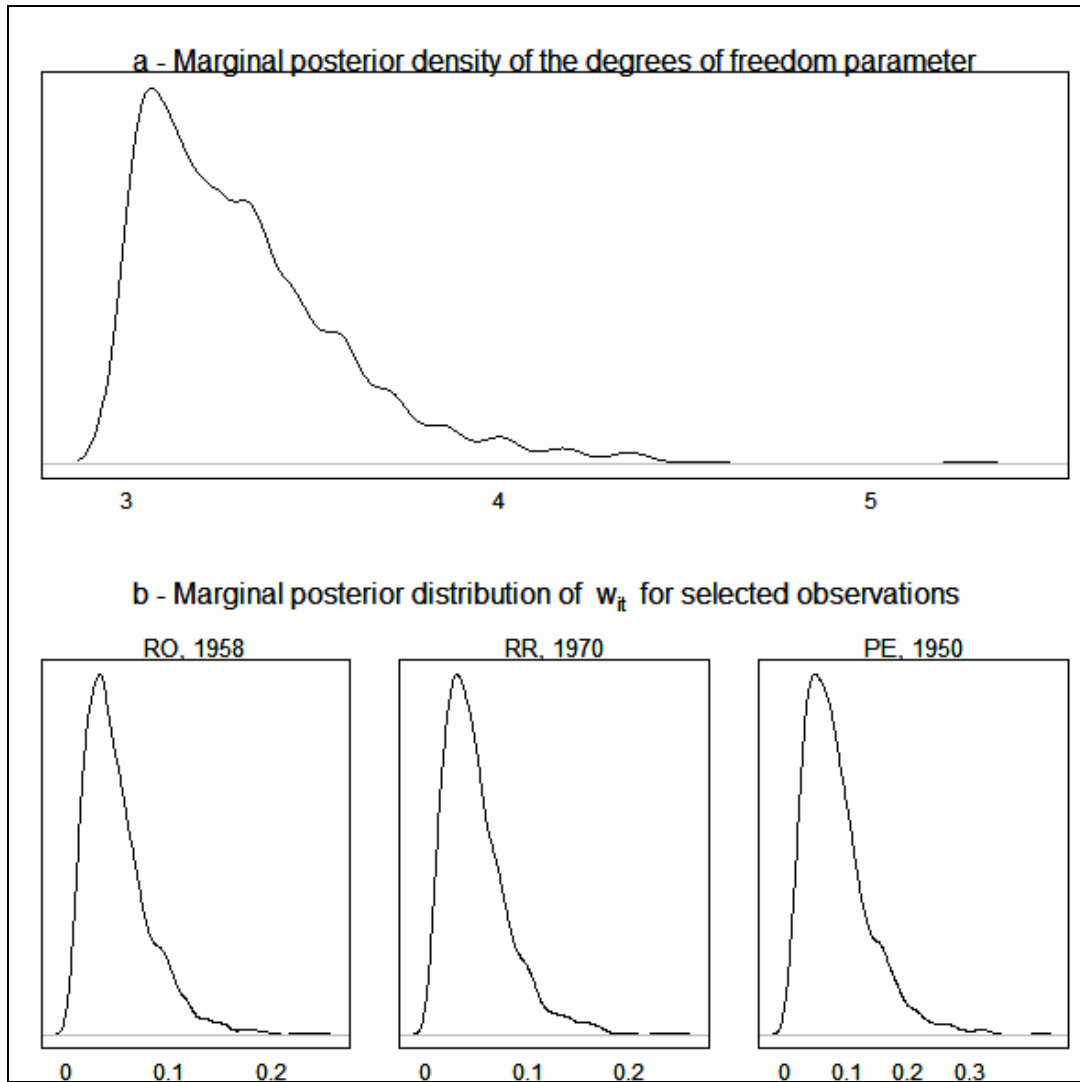 a - Marginal posterior density of the degrees of freedom parameter
3 4 5
b - Marginal posterior distribution of w_it for selected observations
RO, 1958 RR, 1970 PE, 1950
0 0.1 0.2 0 0.1 0.2 0 0.1 0.2 0.3